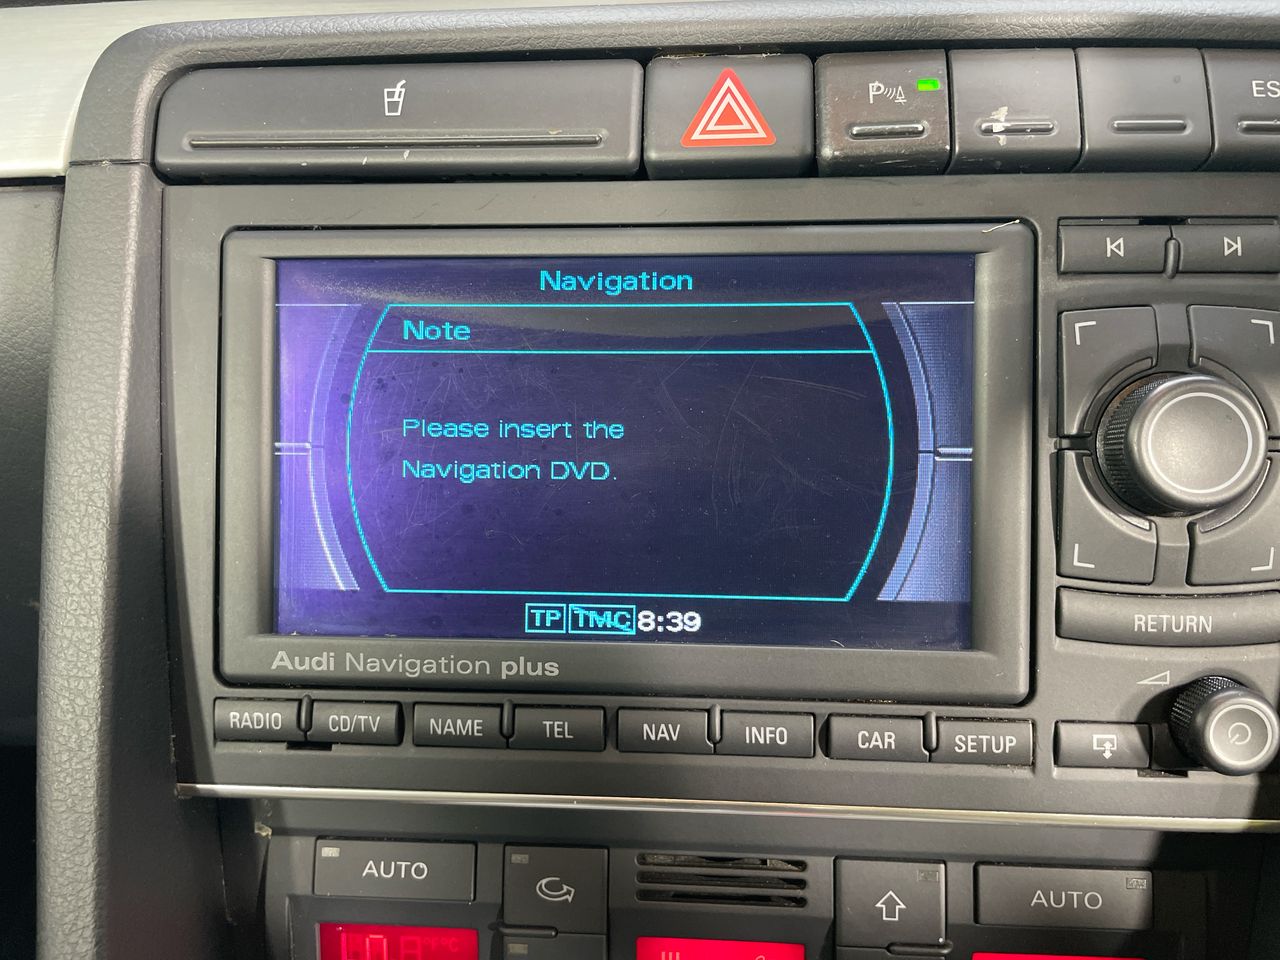 ES
Navigation
Note
Please insert the
Navigation DVD.
TP TMC 8:39
Audi Navigation plus
RETURN
RADIO CD/TV NAME TEL NAV INFO CAR SETUP
AUTO AUTO
°F°C